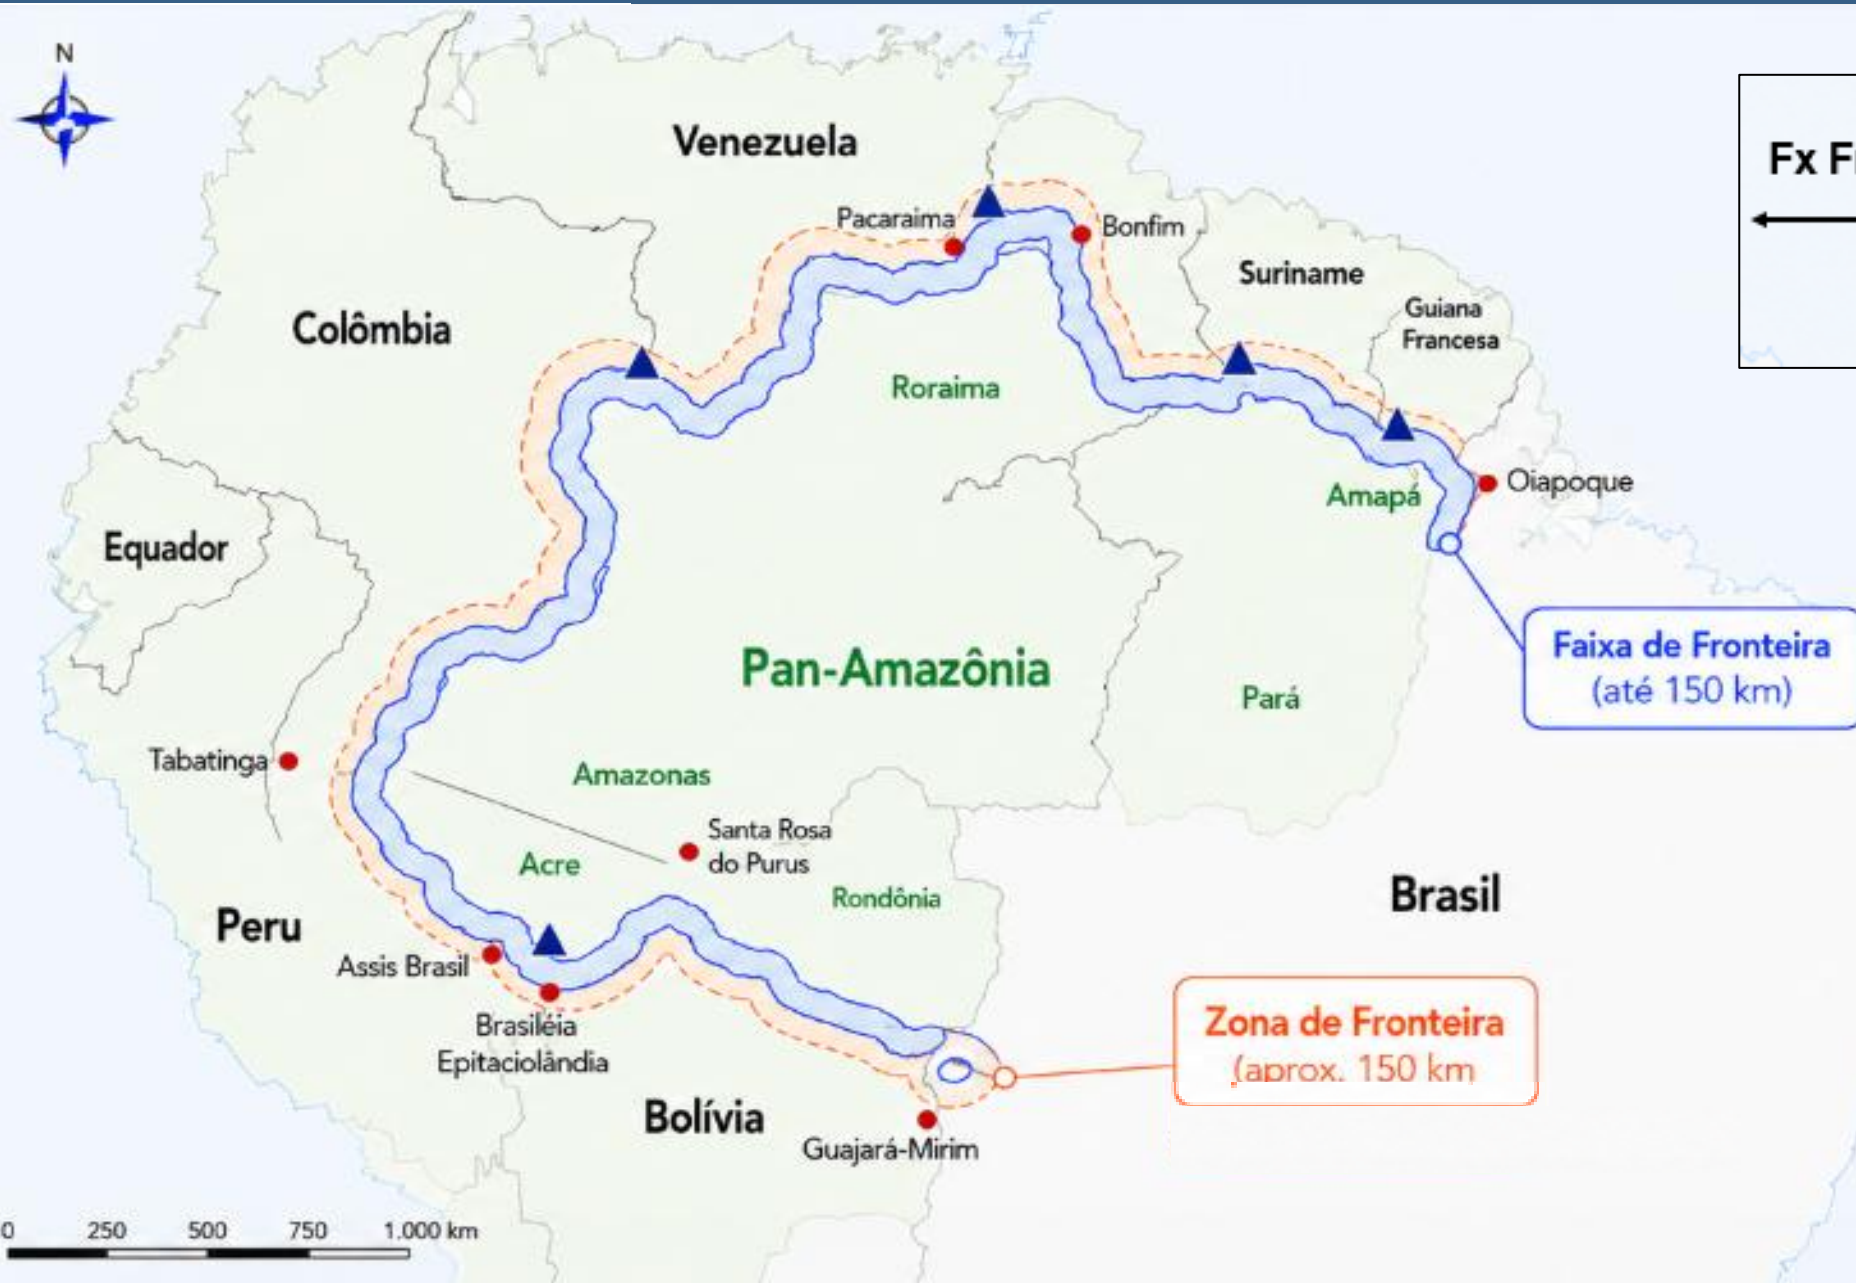 N
Venezuela
Fx F
Pacaraima
Bonfim
Suriname
Colômbia
Guiana
Francesa
Roraima
Oiapoque
Amapá
Equador
Faixa de Fronteira
(até 150 km)
Pan-Amazônia
Pará
Tabatinga
Amazonas
Santa Rosa
do Purus
Acre
Rondônia
Brasil
Peru
Assis Brasil
Zona de Fronteira
(aprox. 150 km
Brasiléia
Epitaciolândia
Bolívia
Guajará-Mirim
0 250 500 750 1.000 km